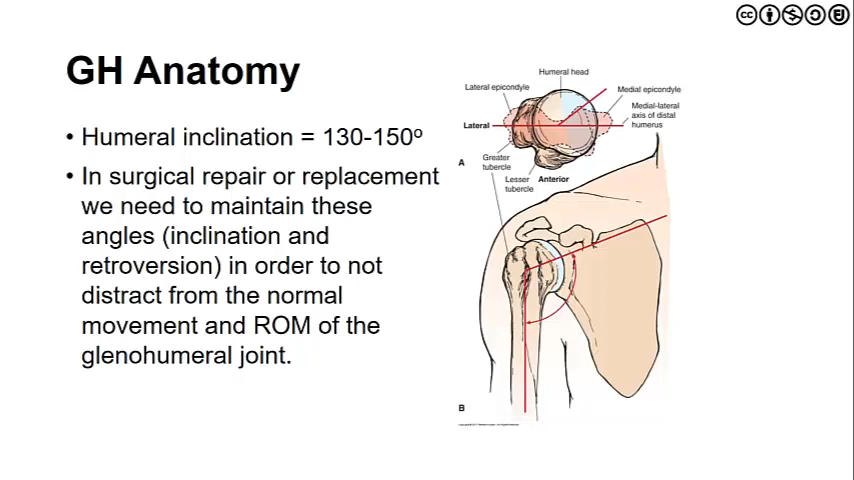 GH Anatomy
• Humeral inclination = 130-150º
• In surgical repair or replacement
we need to maintain these
angles (inclination and
retroversion) in order to not
distract from the normal
movement and ROM of the
glenohumeral joint.
Humeral head
Lateral epicondyle
Medial epicondyle
Medial-lateral
axis of distal
humerus
Lateral
A
Greater
tubercle
Lesser
tubercle
Anterior
B